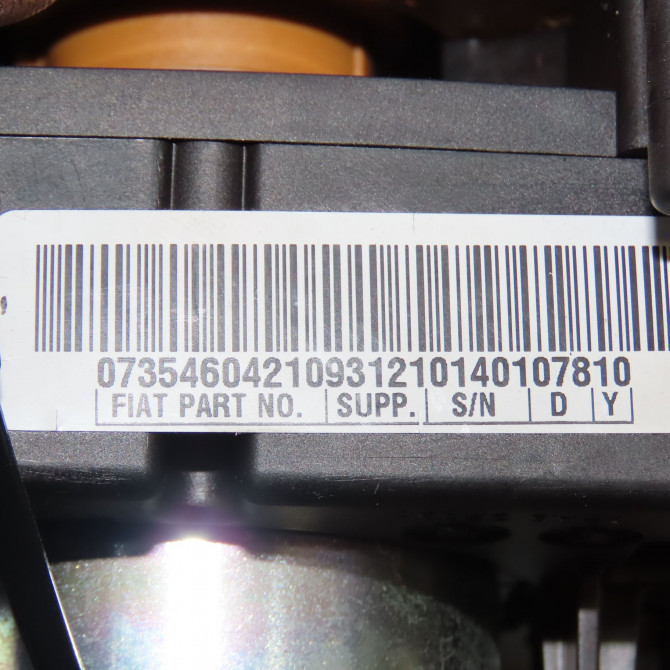 07354604210931210140107810
FIAT PART NO. SUPP. S/N D Y